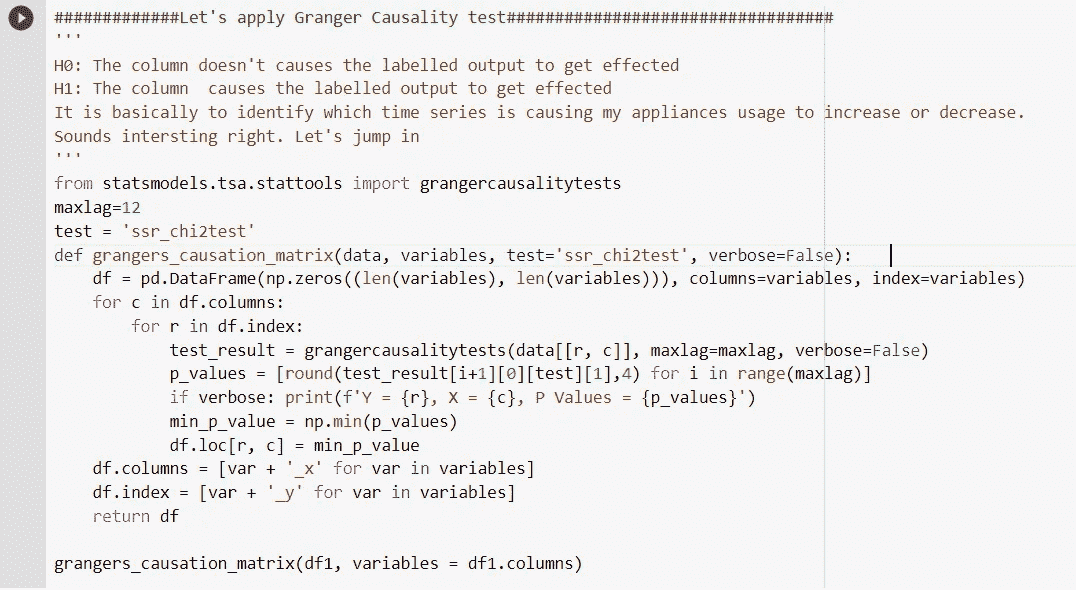 #############Let's apply Granger Causality test##################################
'''
H0: The column doesn't causes the labelled output to get effected
H1: The column  causes the labelled output to get effected
It is basically to identify which time series is causing my appliances usage to increase or decrease.
Sounds intersting right. Let's jump in
'''
from statsmodels.tsa.stattools import grangercausalitytests
maxlag=12
test = 'ssr_chi2test'
def grangers_causation_matrix(data, variables, test='ssr_chi2test', verbose=False):
    df = pd.DataFrame(np.zeros((len(variables), len(variables))), columns=variables, index=variables)
    for c in df.columns:
        for r in df.index:
            test_result = grangercausalitytests(data[[r, c]], maxlag=maxlag, verbose=False)
            p_values = [round(test_result[i+1][0][test][1],4) for i in range(maxlag)]
            if verbose: print(f'Y = {r}, X = {c}, P Values = {p_values}')
            min_p_value = np.min(p_values)
            df.loc[r, c] = min_p_value
    df.columns = [var + '_x' for var in variables]
    df.index = [var + '_y' for var in variables]
    return df
grangers_causation_matrix(df1, variables = df1.columns)